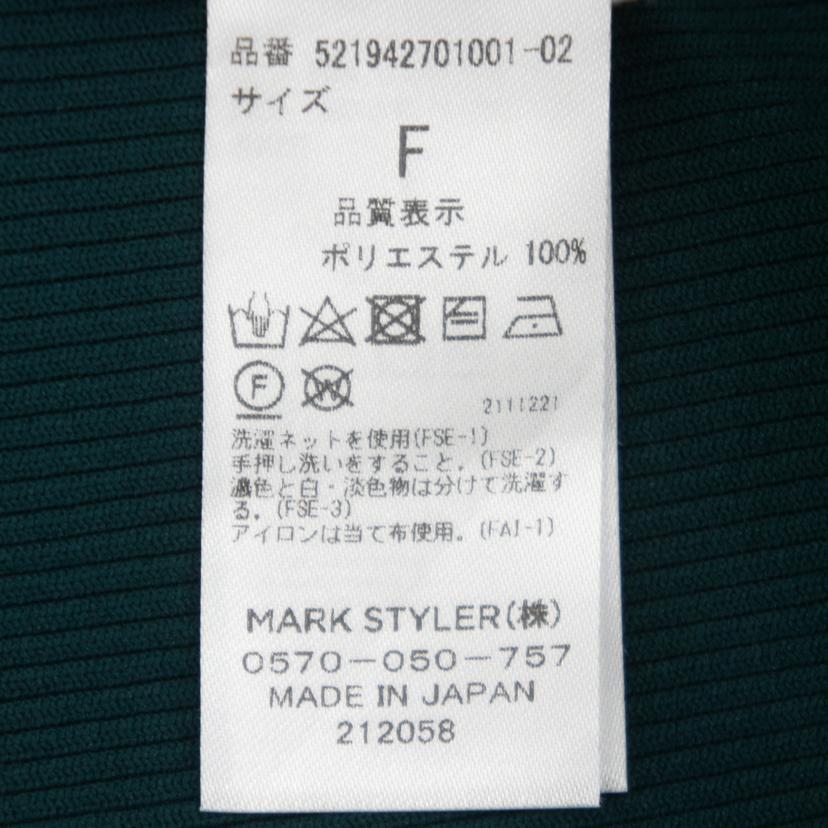 品番 521942701001-02
サイズ
F
品質表示
ポリエステル 100%
F W
2111221
洗濯ネットを使用(FSE-1)
手押し洗いをすること。(FSE-2)
濃色と白・淡色物は分けて洗濯す
る。(FSE-3)
アイロンは当て布使用。(FAI-1)
MARK STYLER(株)
0570-050-757
MADE IN JAPAN
212058